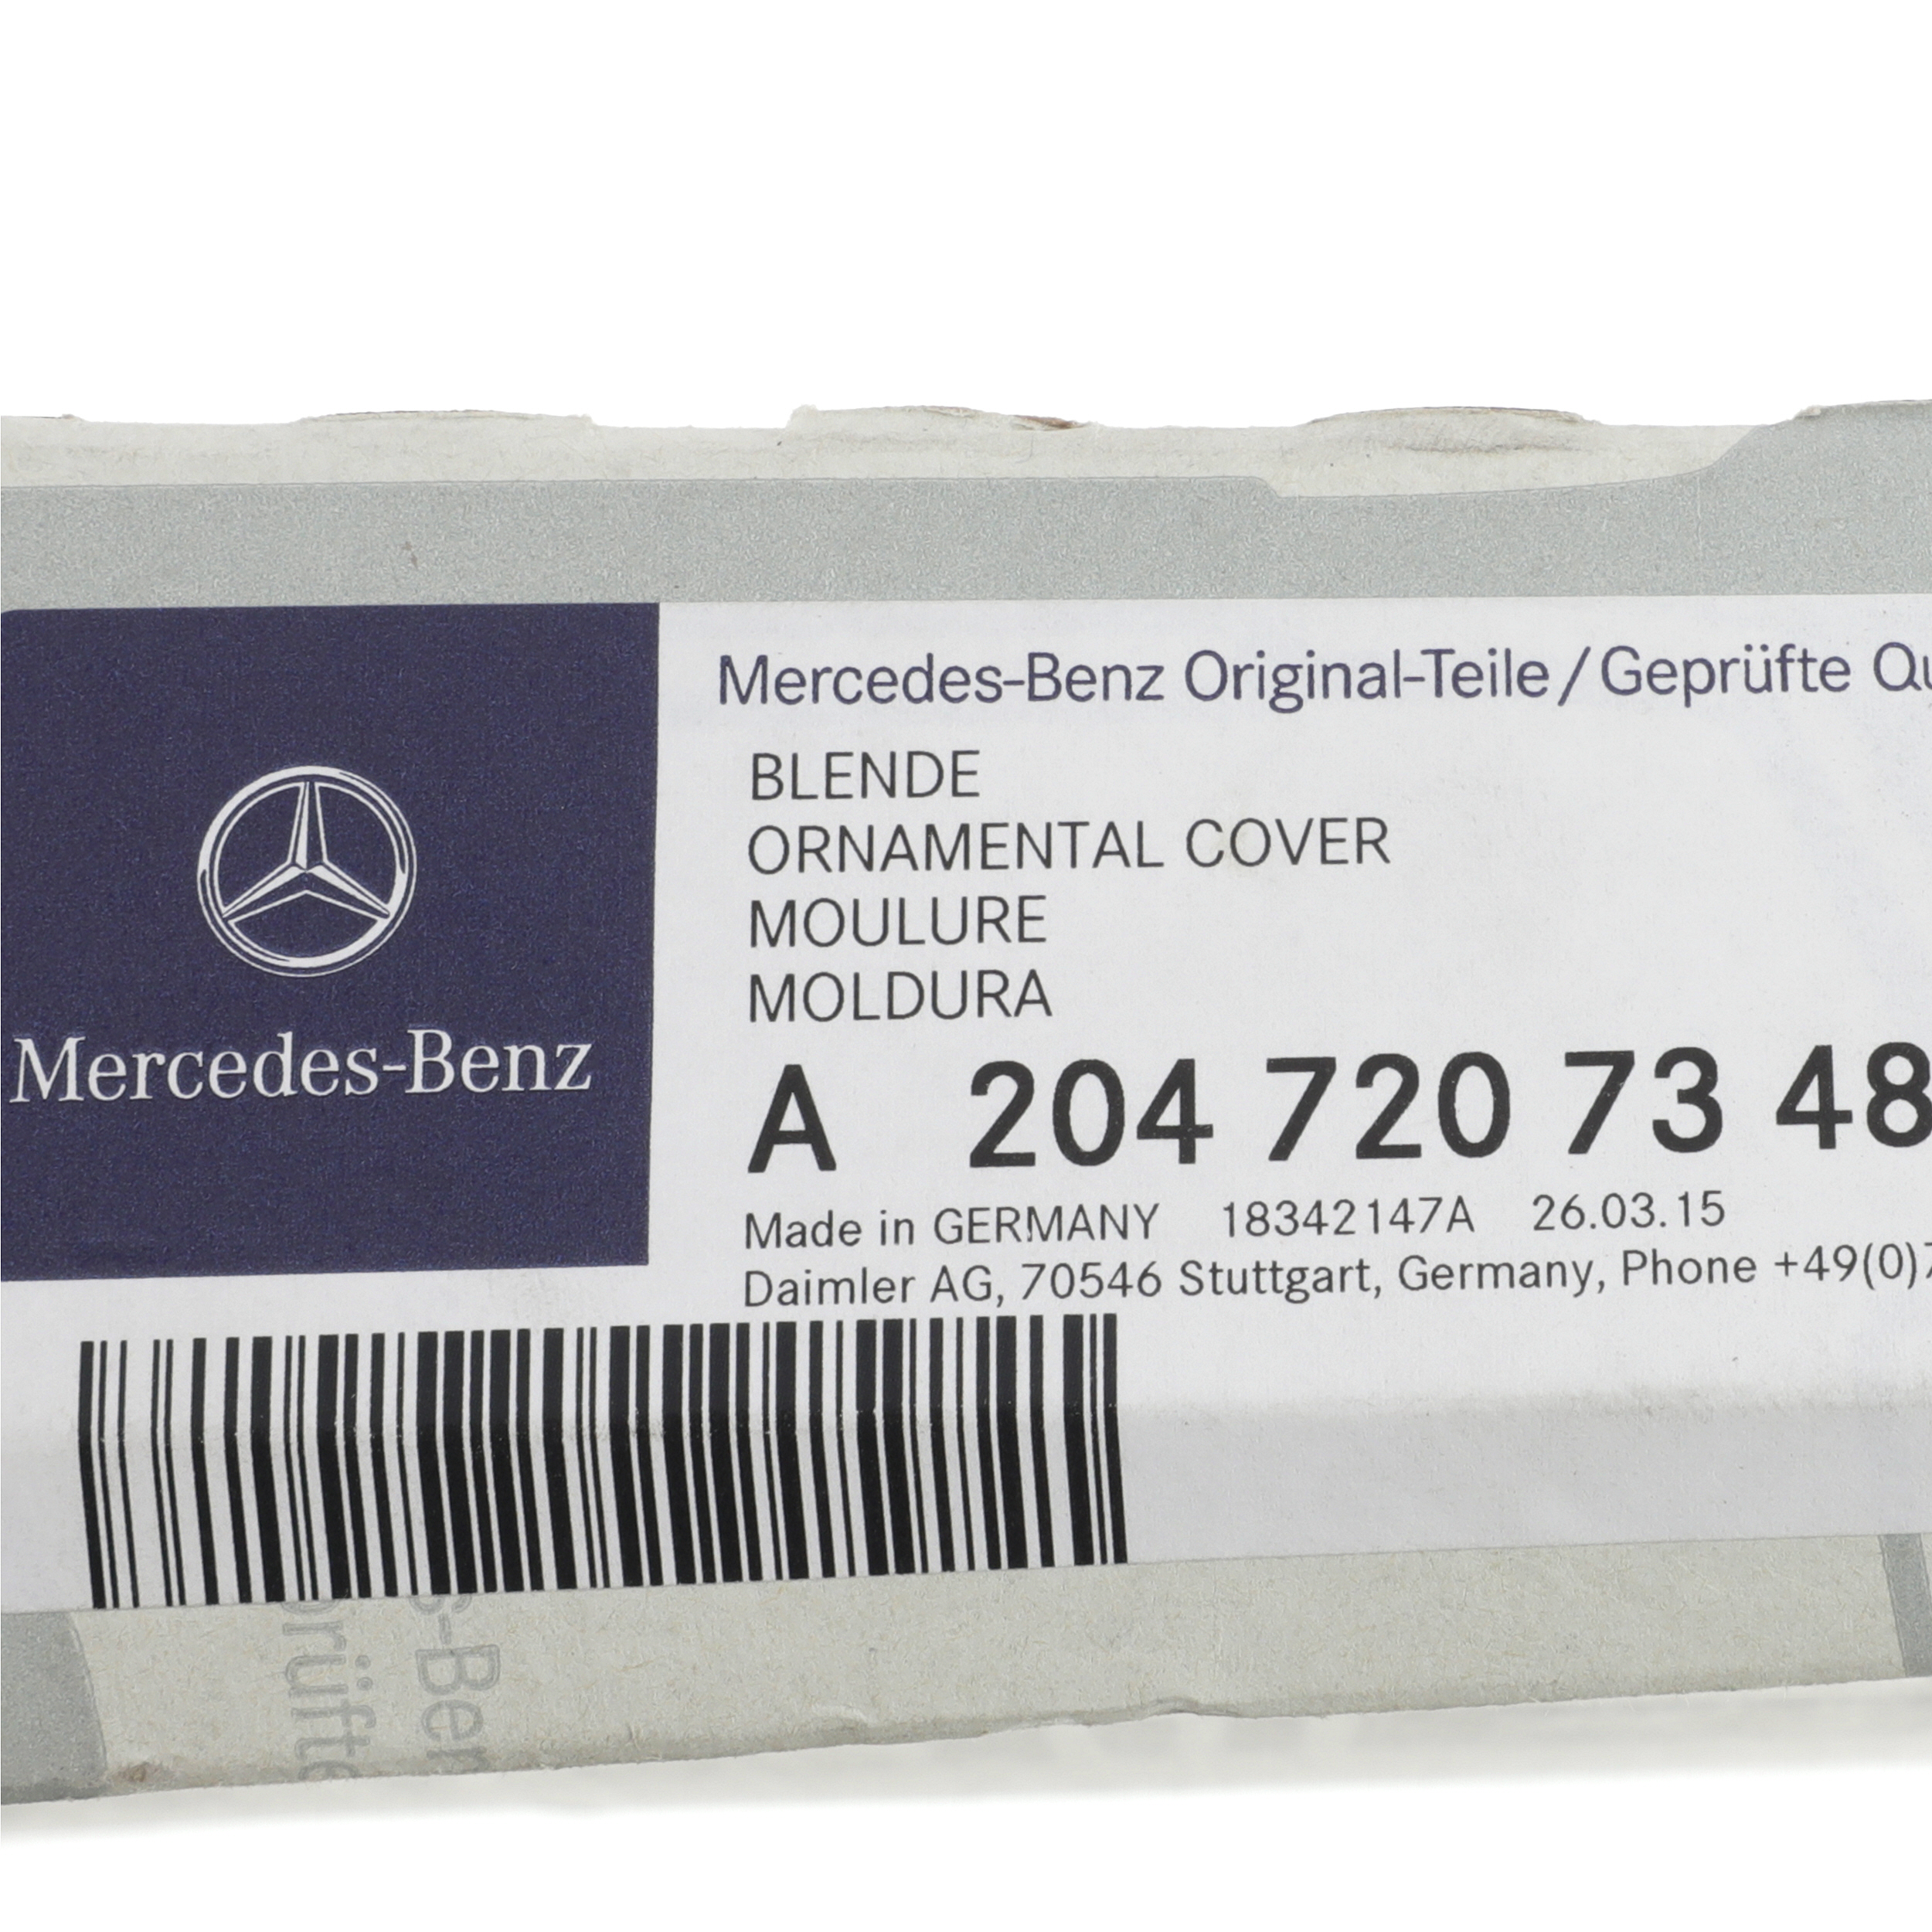 Mercedes-Benz
Mercedes-Benz Original-Teile/Geprüfte
BLENDE
ORNAMENTAL COVER
MOULURE
MOLDURA
A 204 720 73 48
Made in GERMANY 18342147A 26.03.15
Daimler AG, 70546 Stuttgart, Germany, Phone +49(0)7